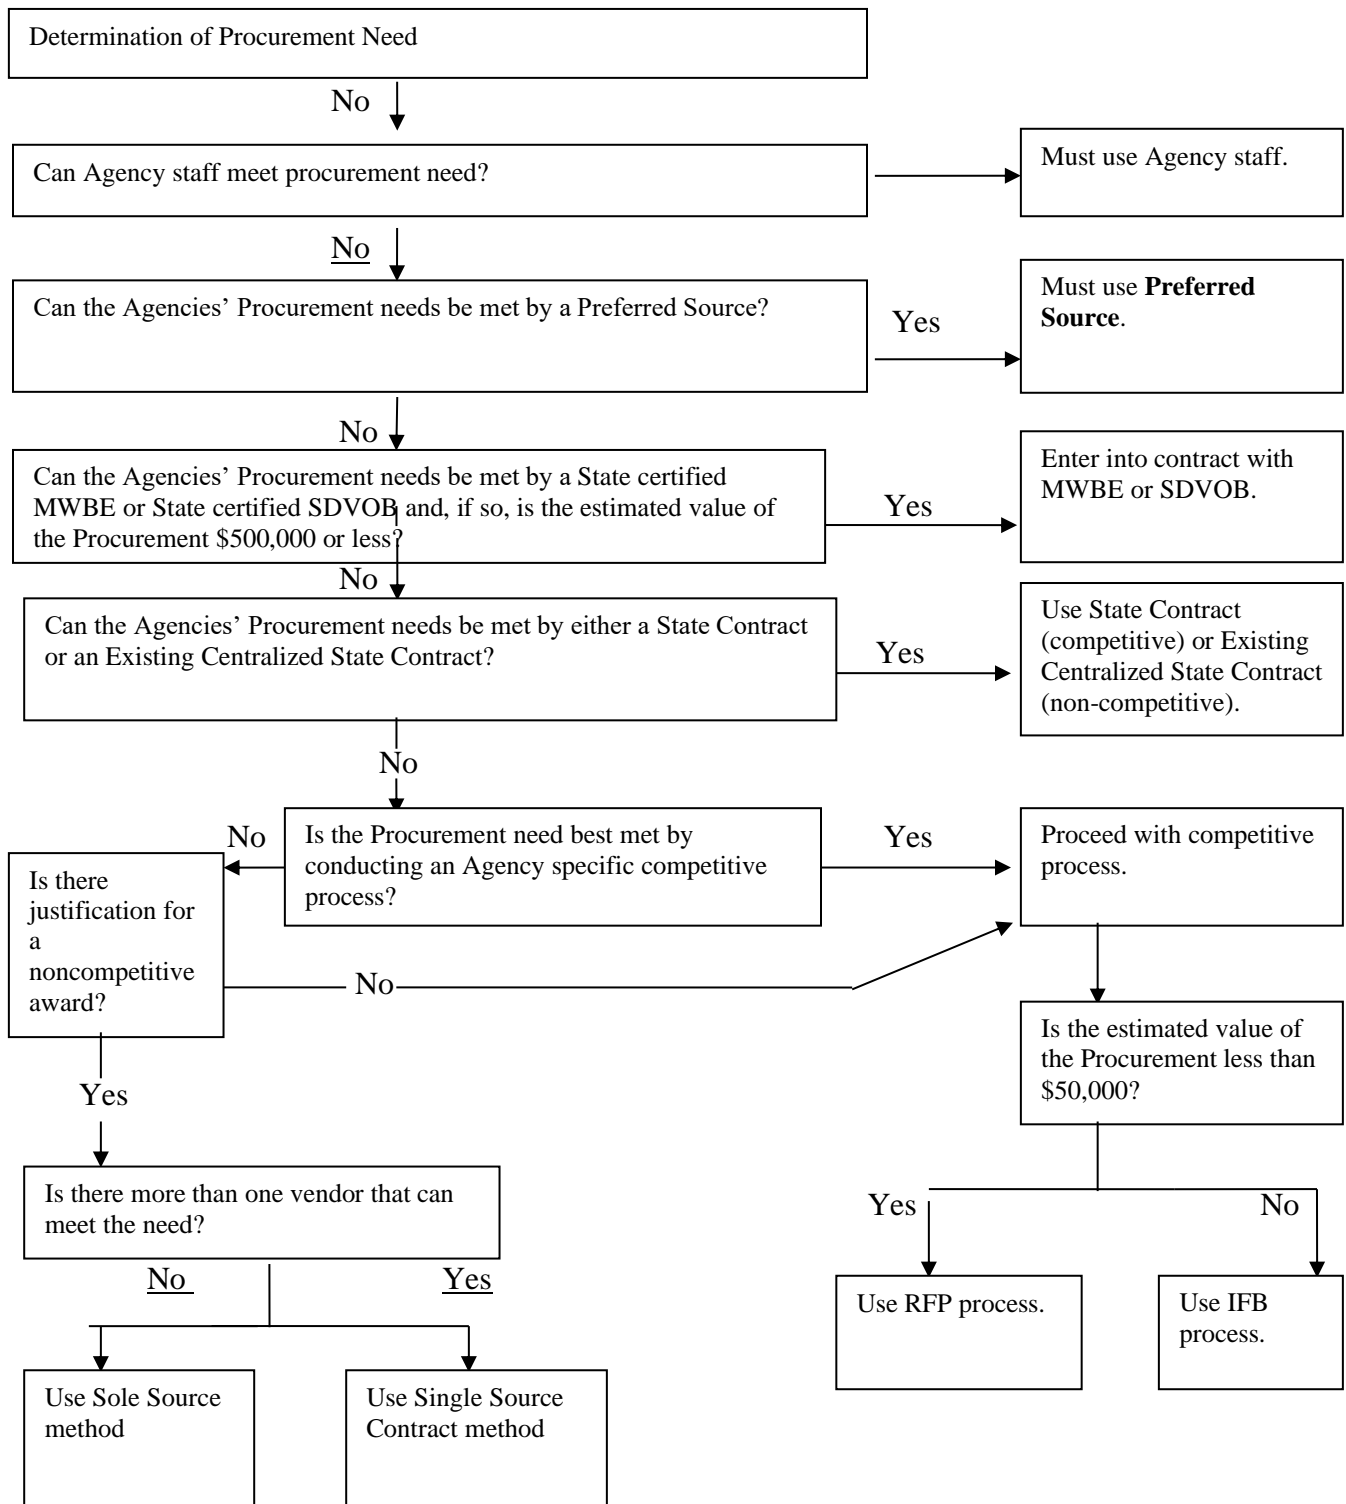 Determination of Procurement Need
No
Can Agency staff meet procurement need?
Must use Agency staff.
No
Can the Agencies’ Procurement needs be met by a Preferred Source?
Yes
Must use Preferred
Source.
No
Can the Agencies’ Procurement needs be met by a State certified
MWBE or State certified SDVOB and, if so, is the estimated value of
the Procurement $500,000 or less?
Yes
Enter into contract with
MWBE or SDVOB.
No
Can the Agencies’ Procurement needs be met by either a State Contract
or an Existing Centralized State Contract?
Yes
Use State Contract
(competitive) or Existing
Centralized State Contract
(non-competitive).
No
Is the Procurement need best met by
conducting an Agency specific competitive
process?
Yes
Proceed with competitive
process.
No
Is there
justification for
a
noncompetitive
award?
No
Is the estimated value of
the Procurement less than
$50,000?
Yes
Is there more than one vendor that can
meet the need?
Yes
No
Use RFP process.
Use IFB
process.
No
Yes
Use Sole Source
method
Use Single Source
Contract method